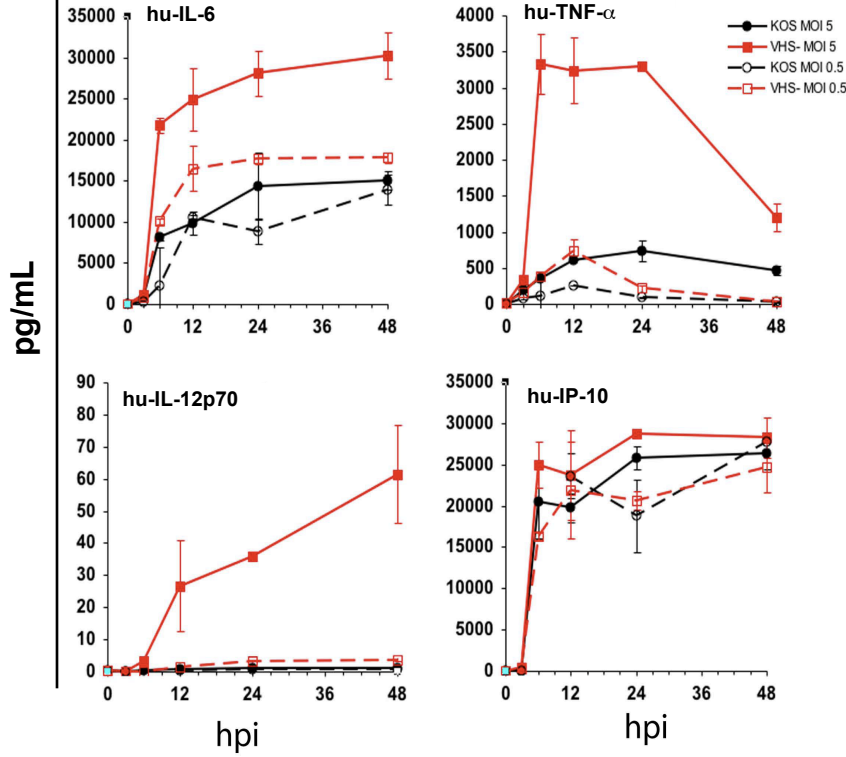 hu-IL-6
35000
30000
25000
20000
15000
10000
5000
0
0 12 24 36 48
hu-TNF-α
4000
3500
3000
2500
2000
1500
1000
500
0
0 12 24 36 48
KOS MOI 5
VHS- MOI 5
KOS MOI 0.5
VHS- MOI 0.5
pg/mL
hu-IL-12p70
90
80
70
60
50
40
30
20
10
0
0 12 24 36 48
hpi
hu-IP-10
35000
30000
25000
20000
15000
10000
5000
0
0 12 24 36 48
hpi